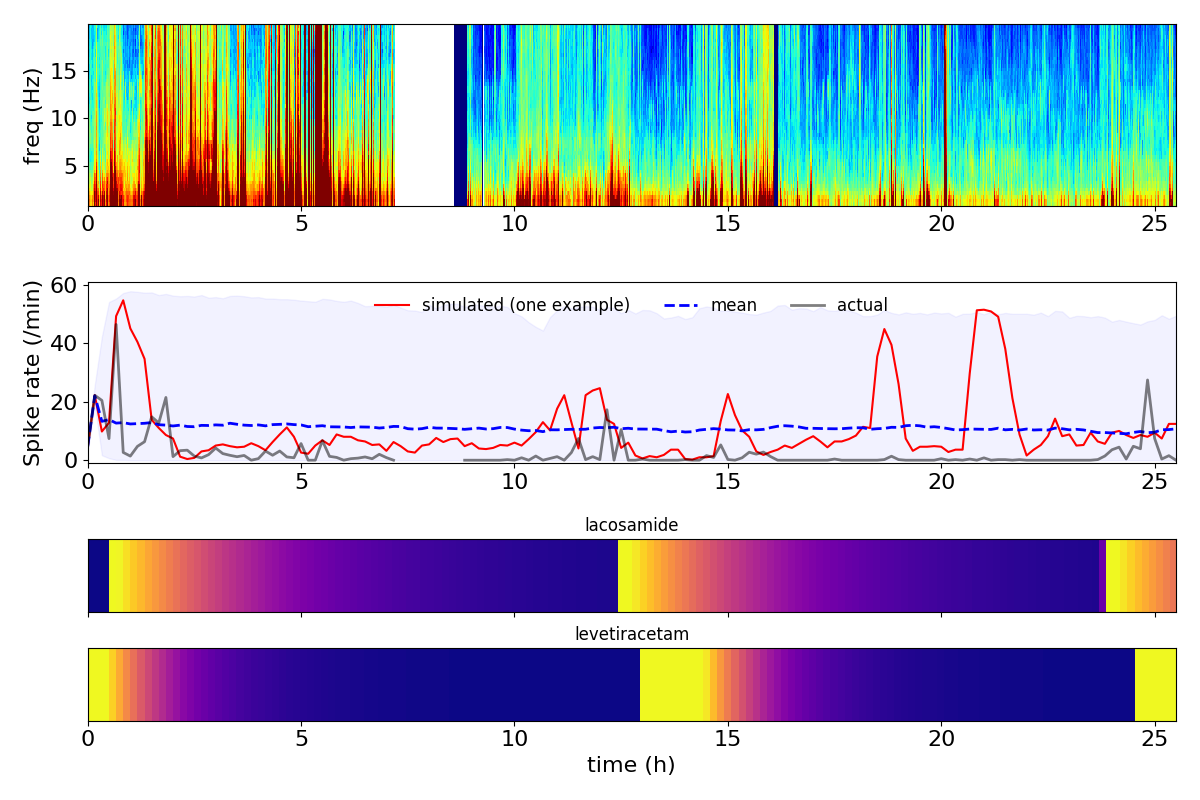 freq (Hz)
15
10
5
0 5 10 15 20 25
Spike rate (/min)
60
40
20
0
simulated (one example) mean actual
0 5 10 15 20 25
lacosamide
levetiracetam
0 5 10 15 20 25
time (h)